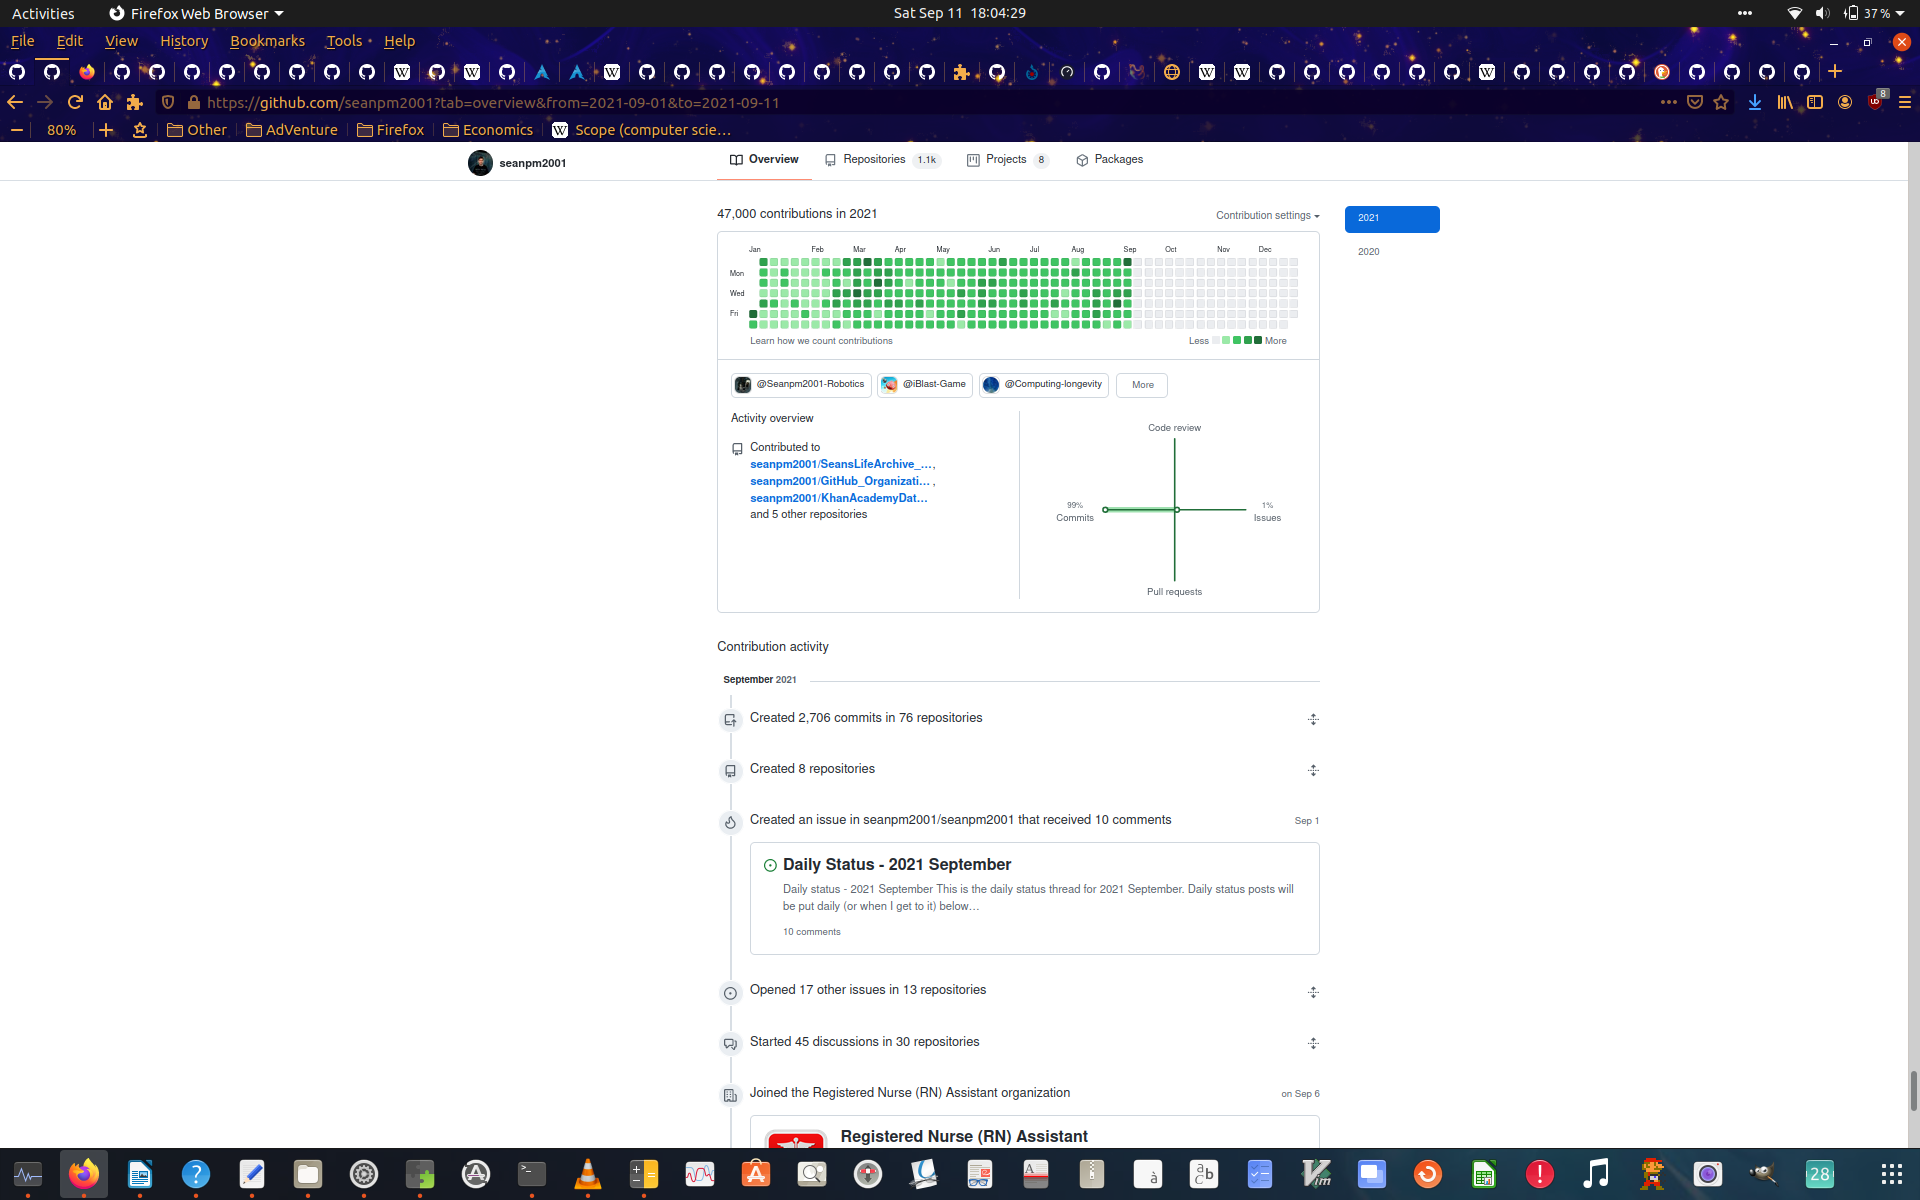 Activities Firefox Web Browser Sat Sep 11 18:04:29 37 %
File Edit View History Bookmarks Tools Help
https://github.com/seanpm2001?tab=overview&from=2021-09-01&to=2021-09-11 8
80% Other AdVenture Firefox Economics Scope (computer scie…
seanpm2001 Overview Repositories 1.1k Projects 8 Packages
47,000 contributions in 2021 Contribution settings 2021
2020
Jan Feb Mar Apr May Jun Jul Aug Sep Oct Nov Dec
Mon
Wed
Fri
Learn how we count contributions Less More
@Seanpm2001-Robotics @iBlast-Game @Computing-longevity More
Activity overview
Contributed to
seanpm2001/SeansLifeArchive_…,
seanpm2001/GitHub_Organizati… ,
seanpm2001/KhanAcademyDat…
and 5 other repositories
Code review
99%
Commits
1%
Issues
Pull requests
Contribution activity
September 2021
Created 2,706 commits in 76 repositories
Created 8 repositories
Created an issue in seanpm2001/seanpm2001 that received 10 comments Sep 1
Daily Status - 2021 September
Daily status - 2021 September This is the daily status thread for 2021 September. Daily status posts will
be put daily (or when I get to it) below…
10 comments
Opened 17 other issues in 13 repositories
Started 45 discussions in 30 repositories
Joined the Registered Nurse (RN) Assistant organization on Sep 6
Registered Nurse (RN) Assistant
28